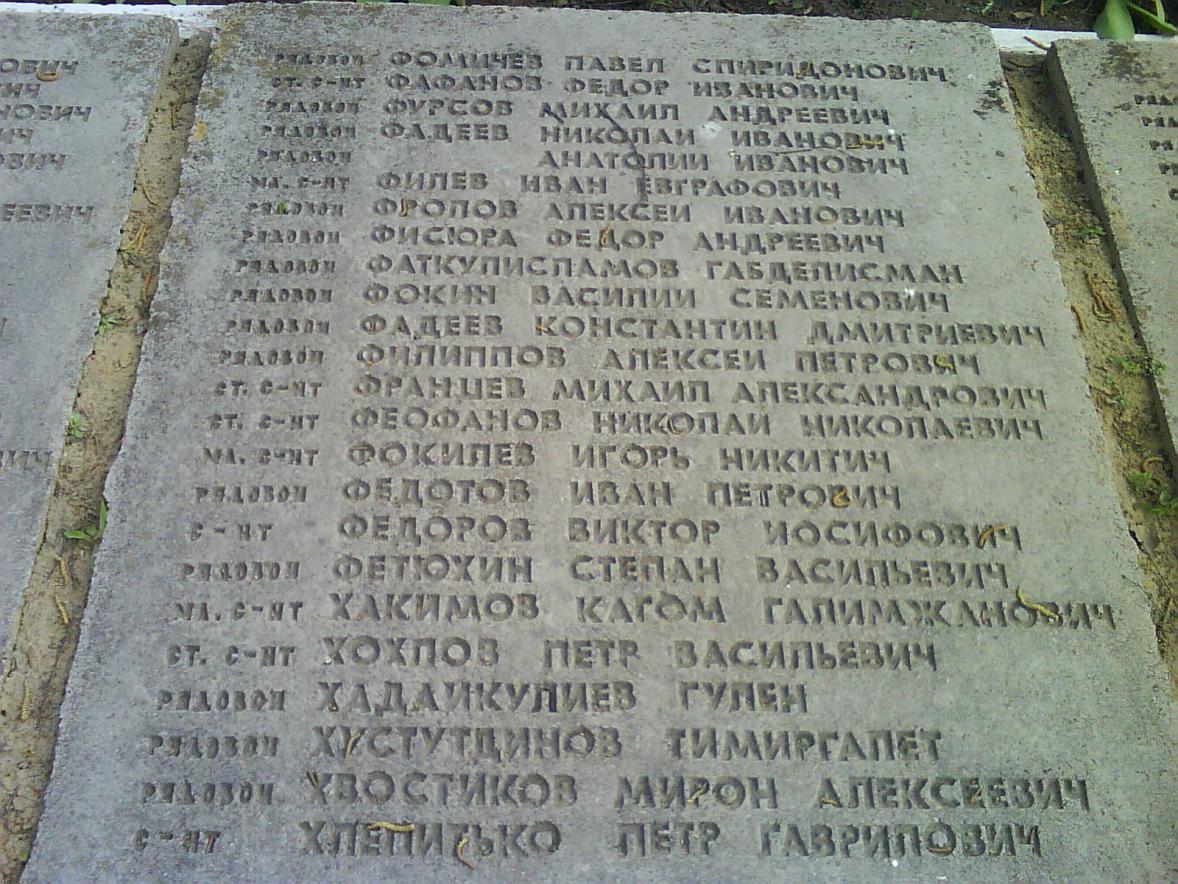 РЯДОВОЙ ФОМИЧЕВ ПАВЕЛ СПИРИДОНОВИЧ
СТ. С-НТ ФАФАНОВ ФЕДОР ИВАНОВИЧ
РЯДОВОЙ ФУРСОВ МИХАИЛ АНДРЕЕВИЧ
РЯДОВОЙ ФАДЕЕВ НИКОЛАЙ ИВАНОВИЧ
РЯДОВОЙ АНАТОЛИЙ ИВАНОВИЧ
МЛ. С-НТ ФИЛЕВ ИВАН ЕВГРАФОВИЧ
РЯДОВОЙ ФРОЛОВ АЛЕКСЕЙ ИВАНОВИЧ
РЯДОВОЙ ФИСЮРА ФЕДОР АНДРЕЕВИЧ
РЯДОВОЙ ФАТКУЛИСЛАМОВ ГАБДЕЛИСМАН
РЯДОВОЙ ФОКИН ВАСИЛИЙ СЕМЕНОВИЧ
РЯДОВОЙ ФАДЕЕВ КОНСТАНТИН ДМИТРИЕВИЧ
РЯДОВОЙ ФИЛИППОВ АЛЕКСЕЙ ПЕТРОВИЧ
СТ. С-НТ ФРАНЦЕВ МИХАИЛ АЛЕКСАНДРОВИЧ
СТ. С-НТ ФЕОФАНОВ НИКОЛАЙ НИКОЛАЕВИЧ
МЛ. С-НТ ФОКИЛЕВ ИГОРЬ НИКИТИЧ
РЯДОВОЙ ФЕДОТОВ ИВАН ПЕТРОВИЧ
С-НТ ФЕДОРОВ ВИКТОР ИОСИФОВИЧ
РЯДОВОЙ ФЕТЮХИН СТЕПАН ВАСИЛЬЕВИЧ
МЛ. С-НТ ХАКИМОВ КАГОМ ГАЛИМЖАНОВИЧ
СТ. С-НТ ХОХЛОВ ПЕТР ВАСИЛЬЕВИЧ
РЯДОВОЙ ХАДАЙКУЛИЕВ ГУЛЕН
РЯДОВОЙ ХУСТУТДИНОВ ТИМИРГАЛЕТ
РЯДОВОЙ ХВОСТИКОВ МИРОН АЛЕКСЕЕВИЧ
С-НТ ХЛЕПИТЬКО ПЕТР ГАВРИЛОВИЧ